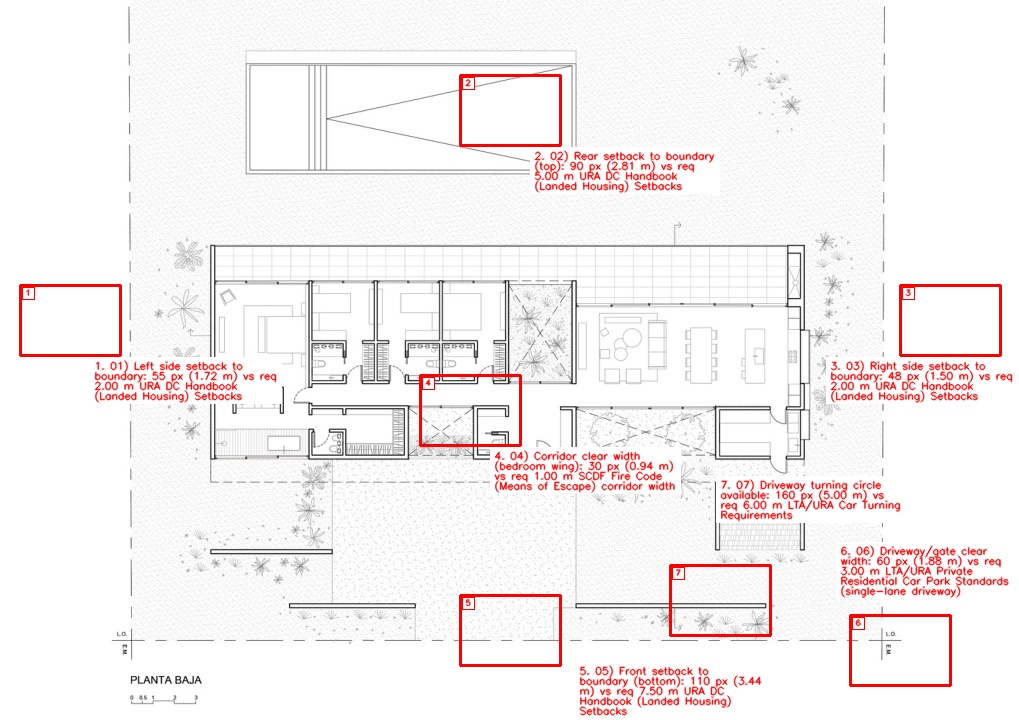 2
2. 02) Rear setback to boundary
(top): 90 px (2.81 m) vs req
5.00 m URA DC Handbook
(Landed Housing) Setbacks
1
3
1. 01) Left side setback to
boundary: 55 px (1.72 m) vs req
2.00 m URA DC Handbook
(Landed Housing) Setbacks
3. 03) Right side setback to
boundary: 48 px (1.50 m) vs req
2.00 m URA DC Handbook
(Landed Housing) Setbacks
4
4. 04) Corridor clear width
(bedroom wing): 30 px (0.94 m)
vs req 1.00 m SCDF Fire Code
(Means of Escape) corridor width
7. 07) Driveway turning circle
available: 160 px (5.00 m) vs
req 6.00 m LTA/URA Car Turning
Requirements
6. 06) Driveway/gate clear
width: 60 px (1.88 m) vs req
3.00 m LTA/URA Private
Residential Car Park Standards
(single-lane driveway)
7
5
6
L.O.
E.M.
L.O.
E.M.
5. 05) Front setback to
boundary (bottom): 110 px (3.44
m) vs req 7.50 m URA DC
Handbook (Landed Housing)
Setbacks
PLANTA BAJA
0 0.5 1 2 3